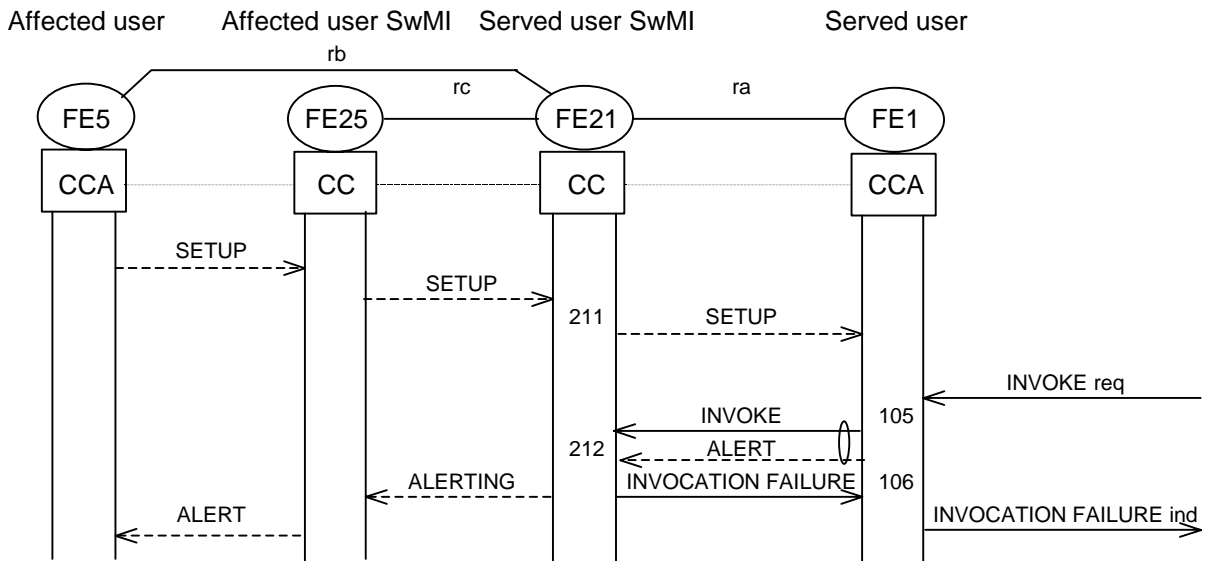 Affected user
Affected user SwMI
Served user SwMI
Served user
rb
rc
ra
FE5
FE25
FE21
FE1
CCA
CC
CC
CCA
SETUP
SETUP
211
SETUP
INVOKE req
INVOKE
105
212
ALERT
ALERTING
INVOCATION FAILURE
106
ALERT
INVOCATION FAILURE ind